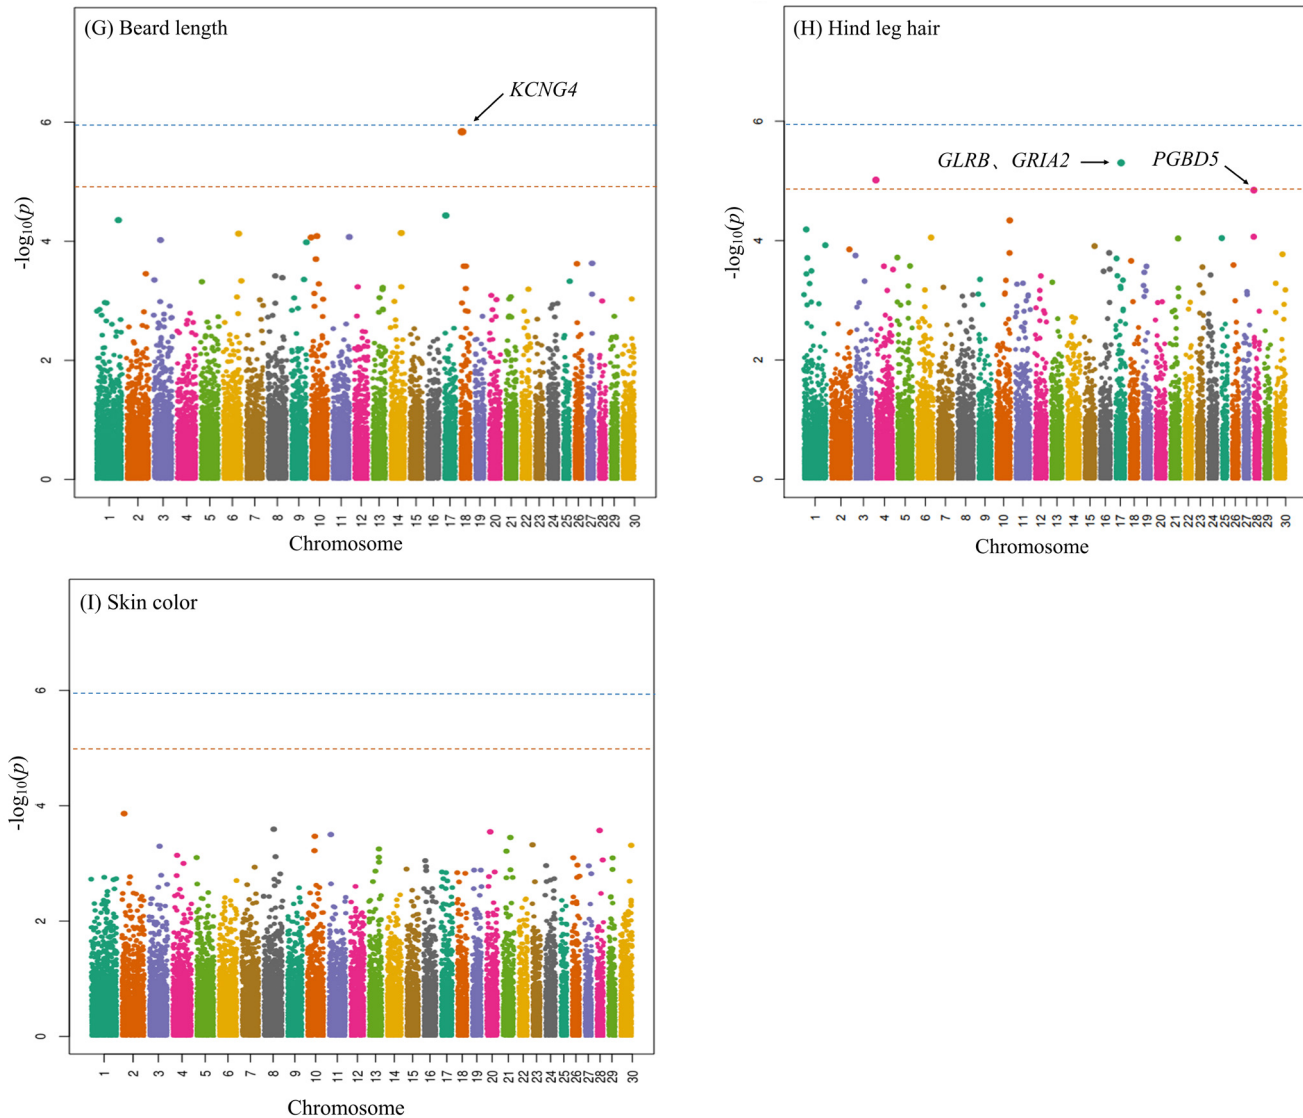 (G) Beard length
KCNG4
-log10(p)
6
4
2
0
1 2 3 4 5 6 7 8 9 10 11 12 13 14 15 16 17 18 19 20 21 22 23 24 25 26 27 28 29 30
Chromosome
(H) Hind leg hair
GLRB、GRIA2
PGBD5
-log10(p)
6
4
2
0
1 2 3 4 5 6 7 8 9 10 11 12 13 14 15 16 17 18 19 20 21 22 23 24 25 26 27 28 29 30
Chromosome
(I) Skin color
-log10(p)
6
4
2
0
1 2 3 4 5 6 7 8 9 10 11 12 13 14 15 16 17 18 19 20 21 22 23 24 25 26 27 28 29 30
Chromosome